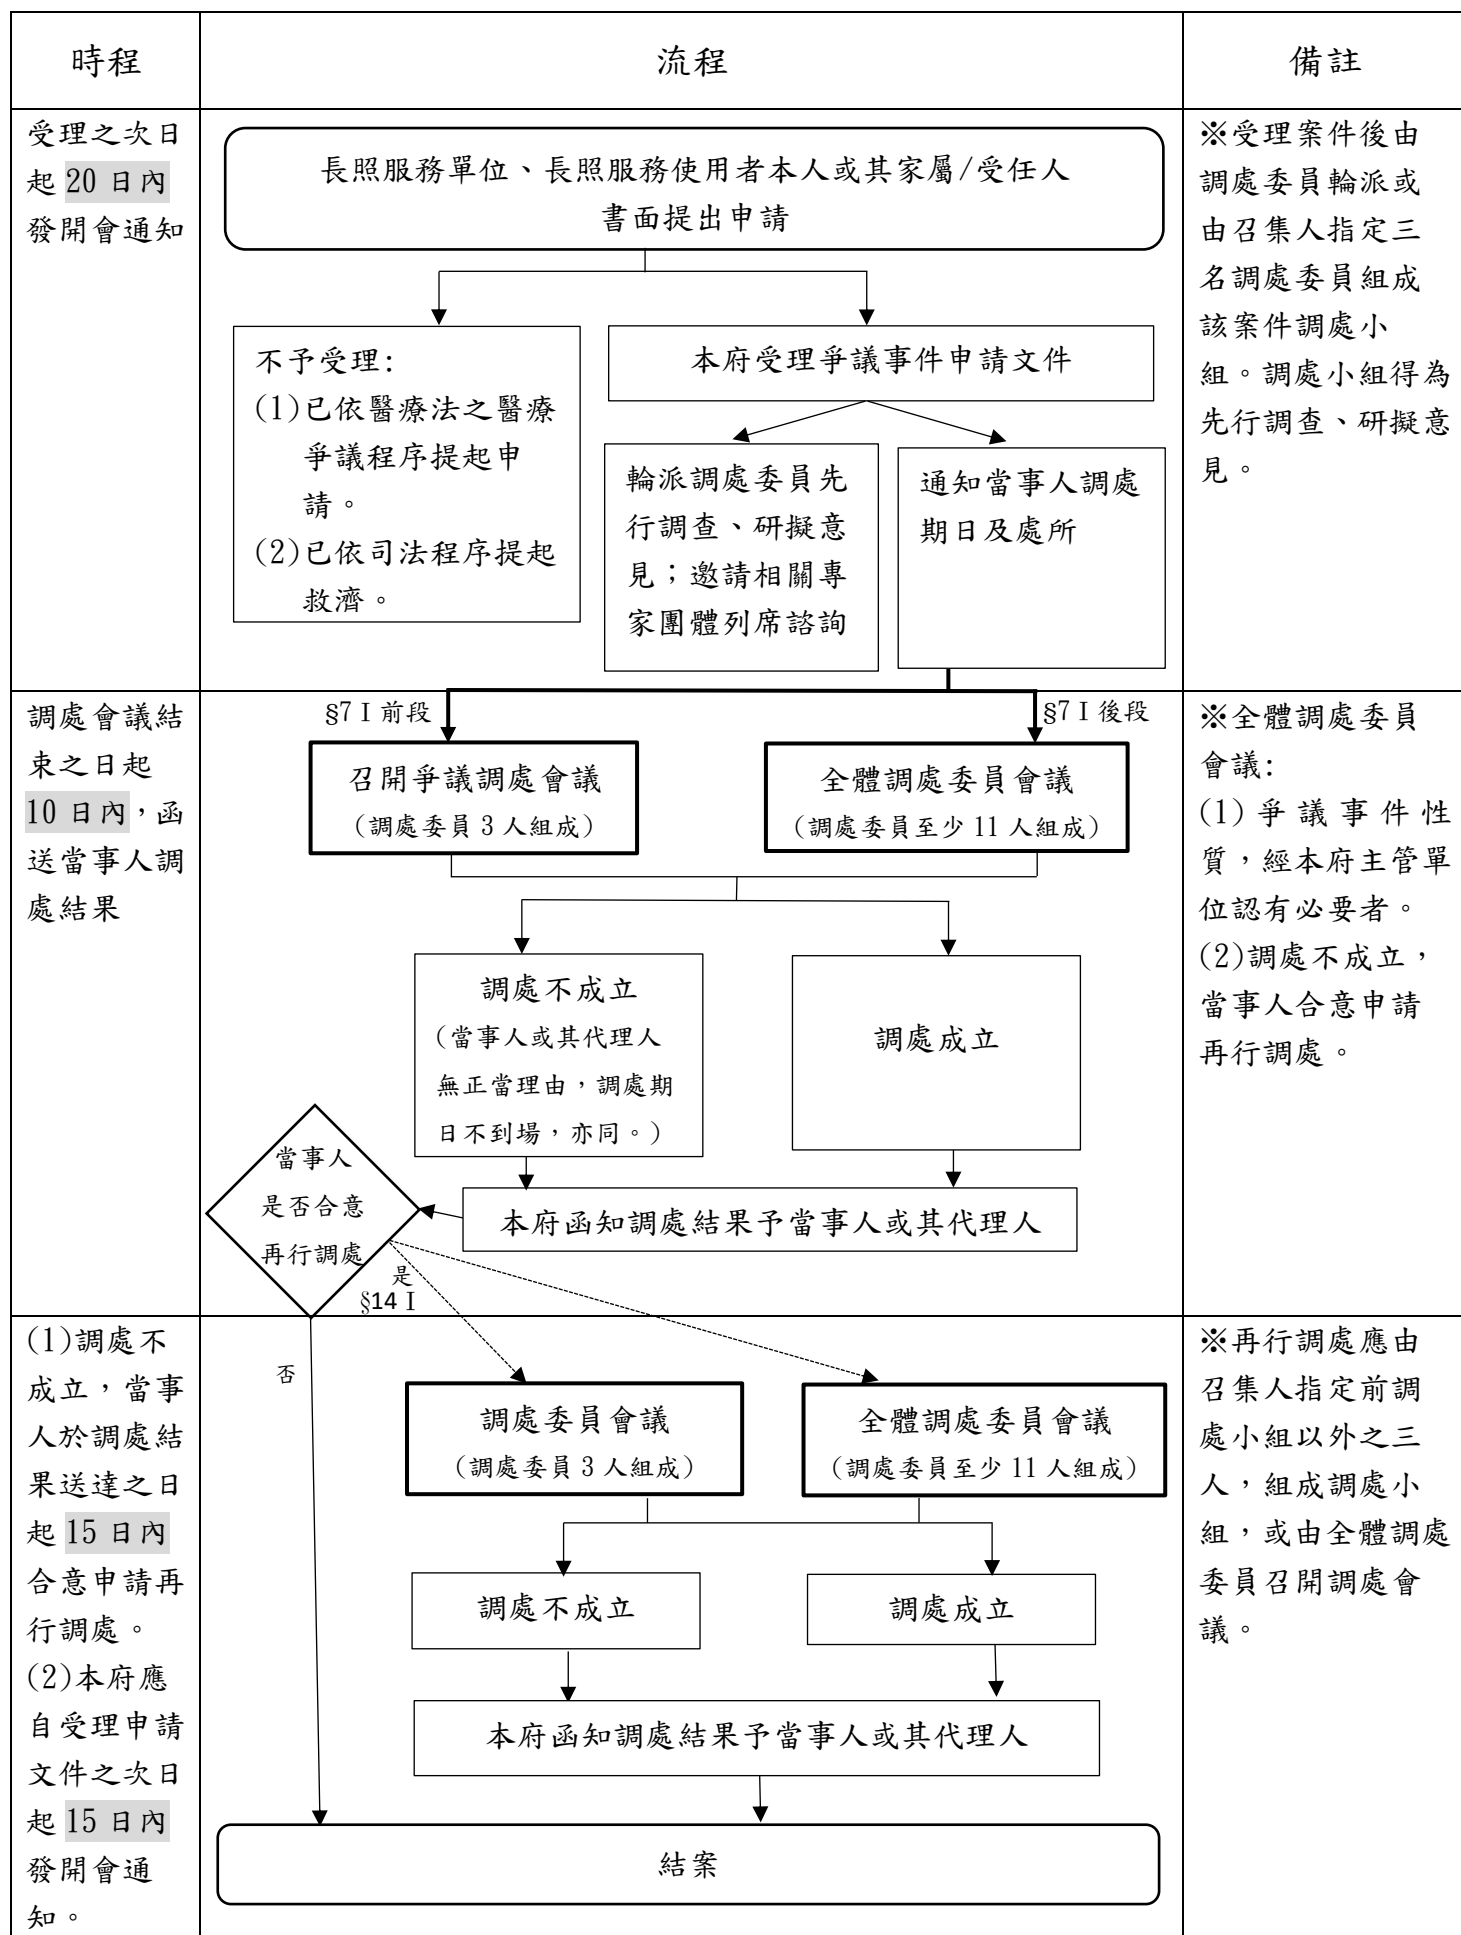 時程
流程
備註
受理之次日
起 20 日內
發開會通知
長照服務單位、長照服務使用者本人或其家屬/受任人
書面提出申請
不予受理:
(1)已依醫療法之醫療
爭議程序提起申
請。
(2)已依司法程序提起
救濟。
本府受理爭議事件申請文件
輪派調處委員先
行調查、研擬意
見；邀請相關專
家團體列席諮詢
通知當事人調處
期日及處所
※受理案件後由
調處委員輪派或
由召集人指定三
名調處委員組成
該案件調處小
組。調處小組得為
先行調查、研擬意
見。
調處會議結
束之日起
10 日內，函
送當事人調
處結果
§7 I 前段
§7 I 後段
召開爭議調處會議
(調處委員 3 人組成)
全體調處委員會議
(調處委員至少 11 人組成)
調處不成立
(當事人或其代理人
無正當理由，調處期
日不到場，亦同。)
調處成立
當事人
是否合意
再行調處
本府函知調處結果予當事人或其代理人
是
§14 I
※全體調處委員
會議:
(1)爭議事件性
質，經本府主管單
位認有必要者。
(2)調處不成立，
當事人合意申請
再行調處。
(1)調處不
成立，當事
人於調處結
果送達之日
起 15 日內
合意申請再
行調處。
(2)本府應
自受理申請
文件之次日
起 15 日內
發開會通
知。
否
調處委員會議
(調處委員 3 人組成)
全體調處委員會議
(調處委員至少 11 人組成)
調處不成立
調處成立
本府函知調處結果予當事人或其代理人
結案
※再行調處應由
召集人指定前調
處小組以外之三
人，組成調處小
組，或由全體調處
委員召開調處會
議。